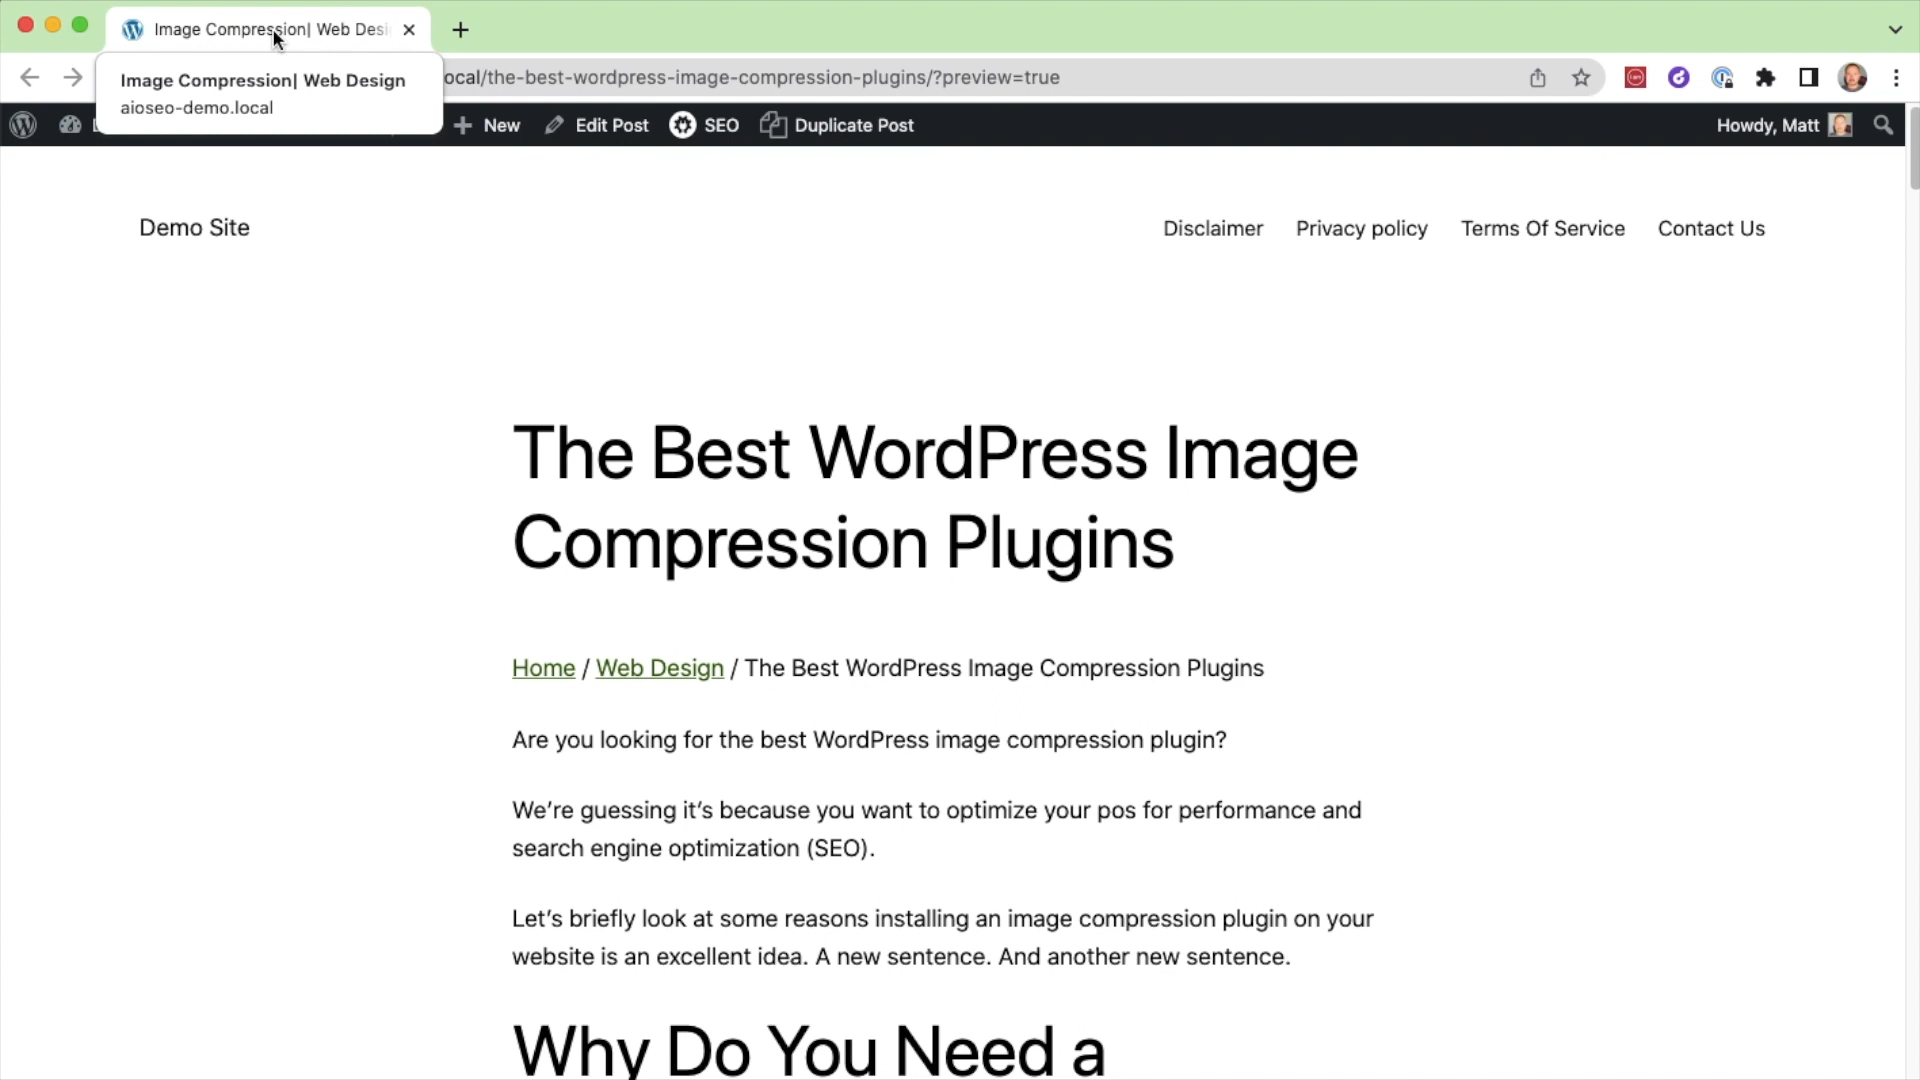 Image Compression| Web Desi
Image Compression| Web Design
aioseo-demo.local
ocal/the-best-wordpress-image-compression-plugins/?preview=true
New
Edit Post
SEO
Duplicate Post
Howdy, Matt
Demo Site
Disclaimer
Privacy policy
Terms Of Service
Contact Us
The Best WordPress Image
Compression Plugins
Home / Web Design / The Best WordPress Image Compression Plugins
Are you looking for the best WordPress image compression plugin?
We’re guessing it’s because you want to optimize your pos for performance and
search engine optimization (SEO).
Let’s briefly look at some reasons installing an image compression plugin on your
website is an excellent idea. A new sentence. And another new sentence.
Why Do You Need a